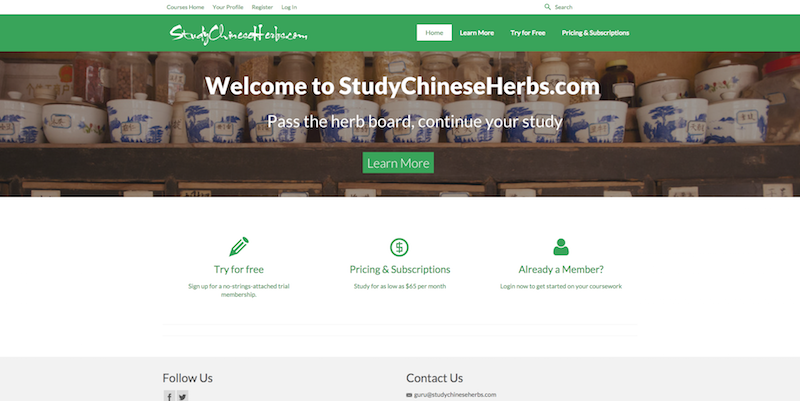 Courses Home Your Profile Register Log In Search
StudyChineseHerbs.com Home Learn More Try for Free Pricing & Subscriptions
Welcome to StudyChineseHerbs.com
Pass the herb board, continue your study
Learn More
Try for free
Sign up for a no-strings-attached trial
membership.
Pricing & Subscriptions
Study for as low as $65 per month
Already a Member?
Login now to get started on your coursework
Follow Us
Contact Us
guru@studychineseherbs.com